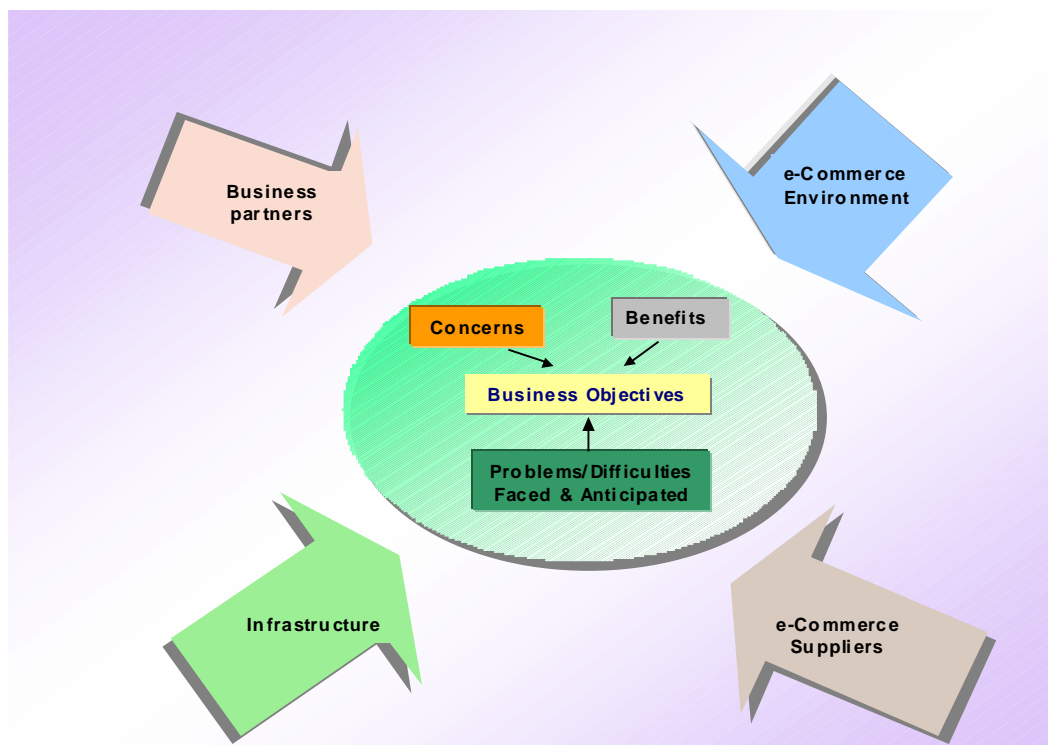 Business
partners
e-Commerce
Environment
Concerns
Benefits
Business Objectives
Problems/Difficulties
Faced & Anticipated
Infrastructure
e-Commerce
Suppliers